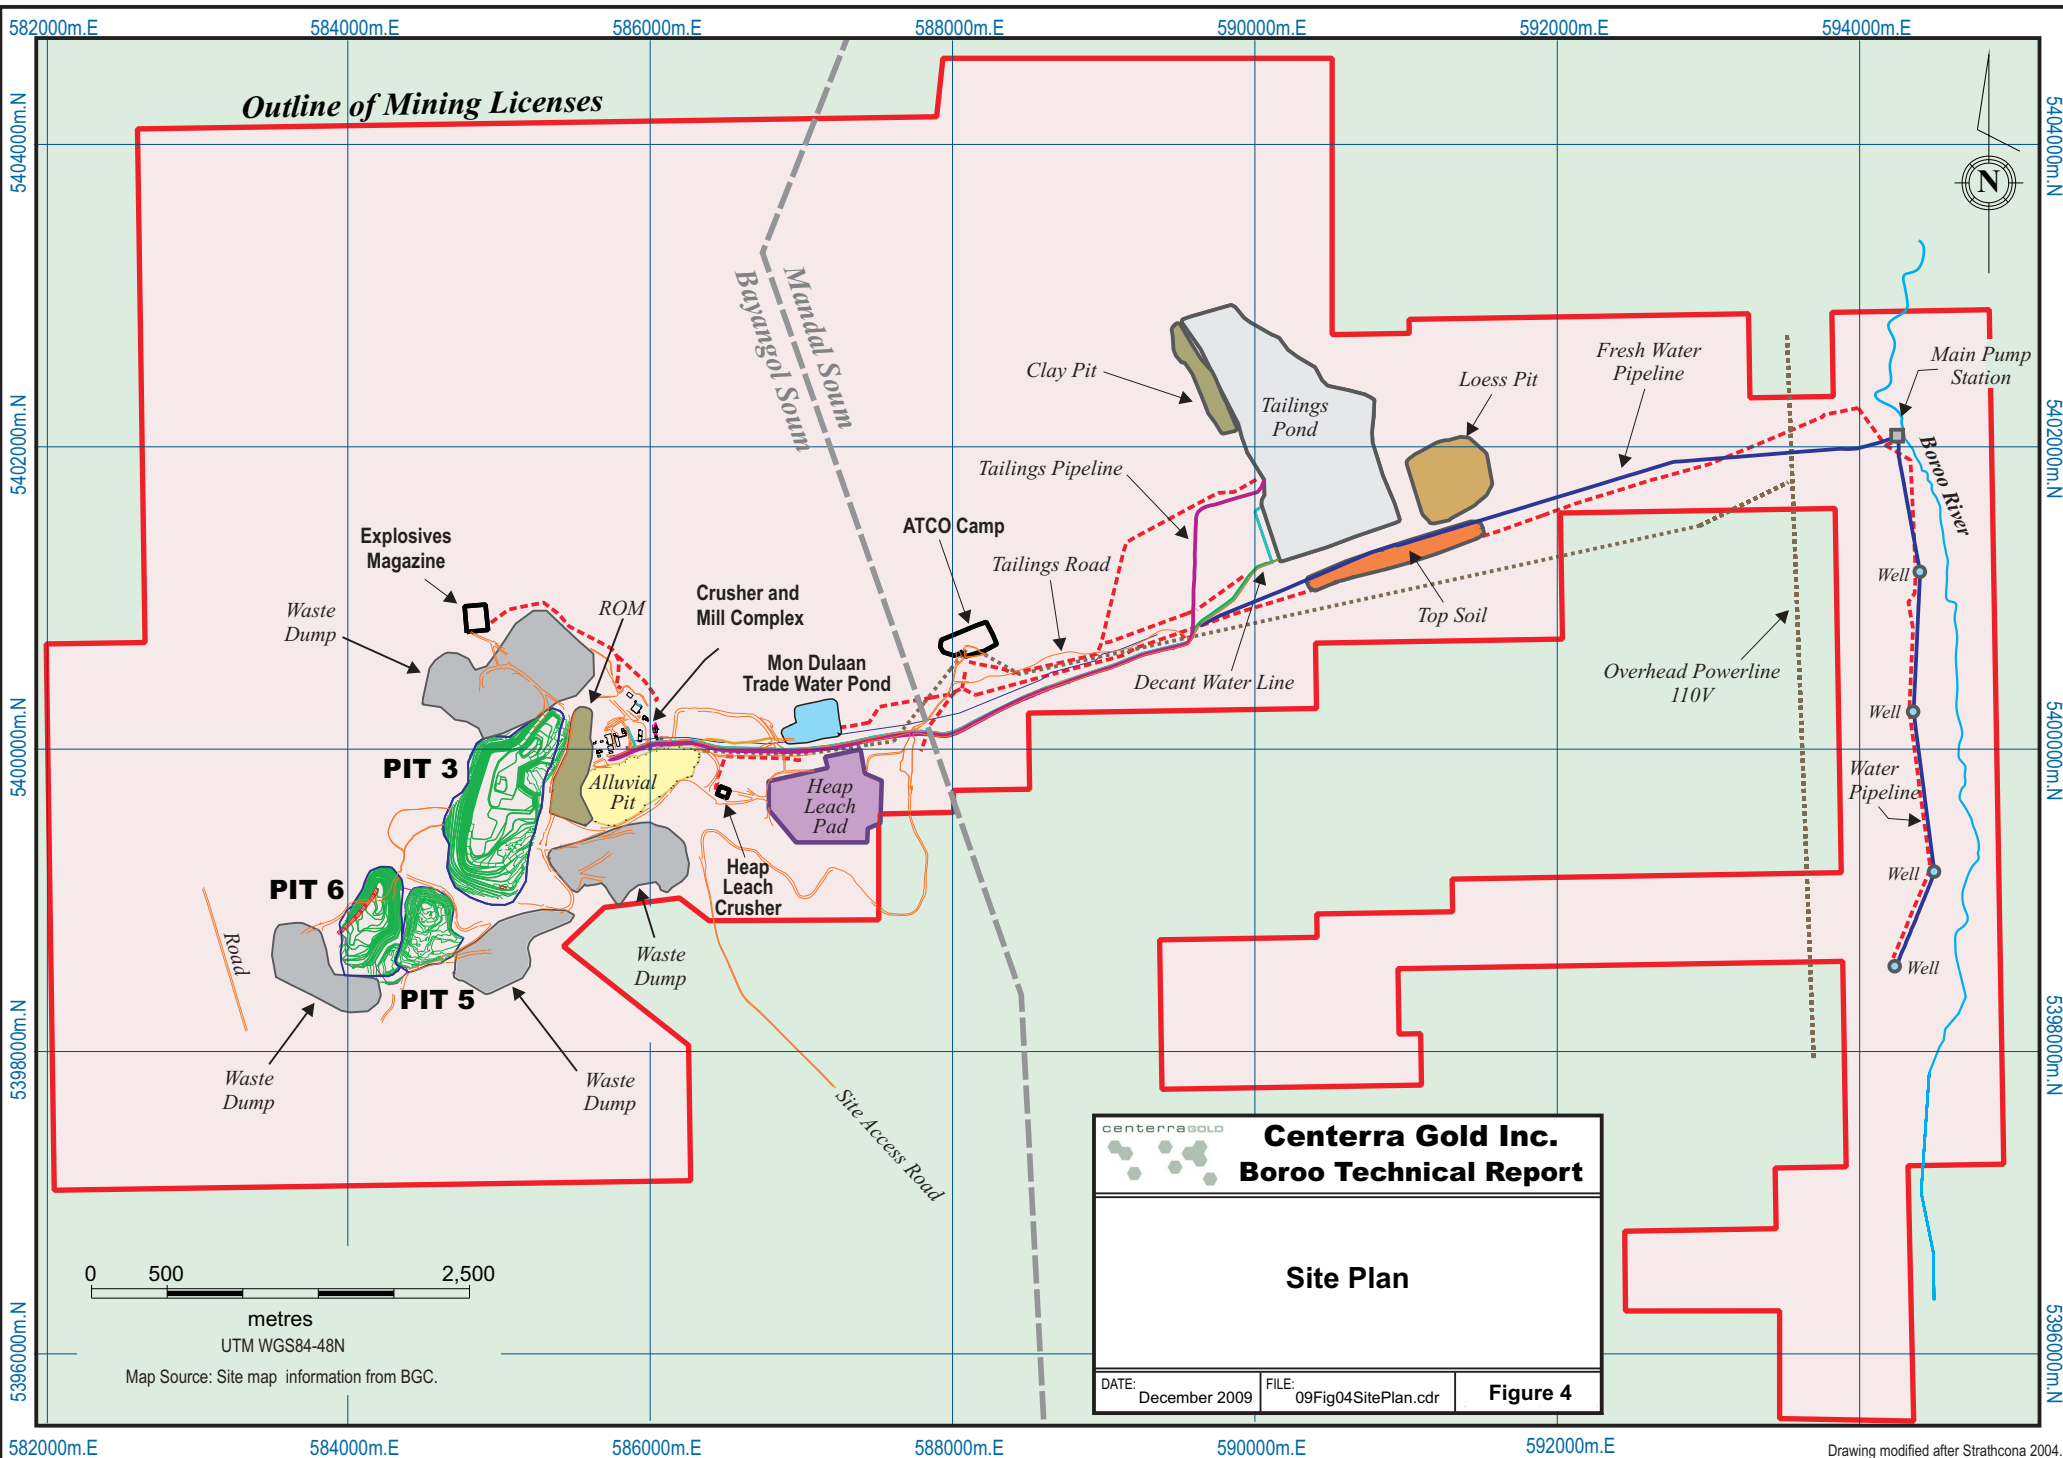 582000m.E 584000m.E 586000m.E 588000m.E 590000m.E 592000m.E 594000m.E
Outline of Mining Licenses
5404000m.N
5404000m.N
N
Mandal Soum
Bayangol Soum
Clay Pit
Tailings
Pond
Loess Pit
Fresh Water
Pipeline
Main Pump
Station
5402000m.N
5402000m.N
Boroo River
Tailings Pipeline
ATCO Camp
Tailings Road
Explosives
Magazine
Waste
Dump
ROM
Crusher and
Mill Complex
Mon Dulaan
Trade Water Pond
Decant Water Line
Top Soil
Overhead Powerline
110V
Well
Well
Well
Well
5400000m.N
5400000m.N
PIT 3
Alluvial
Pit
Heap
Leach
Pad
Water
Pipeline
Heap
Leach
Crusher
PIT 6
Road
PIT 5
Waste
Dump
Waste
Dump
Waste
Dump
5398000m.N
5398000m.N
Site Access Road
centerraGOLD
Centerra Gold Inc.
Boroo Technical Report
Site Plan
DATE: December 2009
FILE: 09Fig04SitePlan.cdr
Figure 4
0 500 2,500
metres
UTM WGS84-48N
Map Source: Site map information from BGC.
5396000m.N
5396000m.N
582000m.E 584000m.E 586000m.E 588000m.E 590000m.E 592000m.E
Drawing modified after Strathcona 2004.